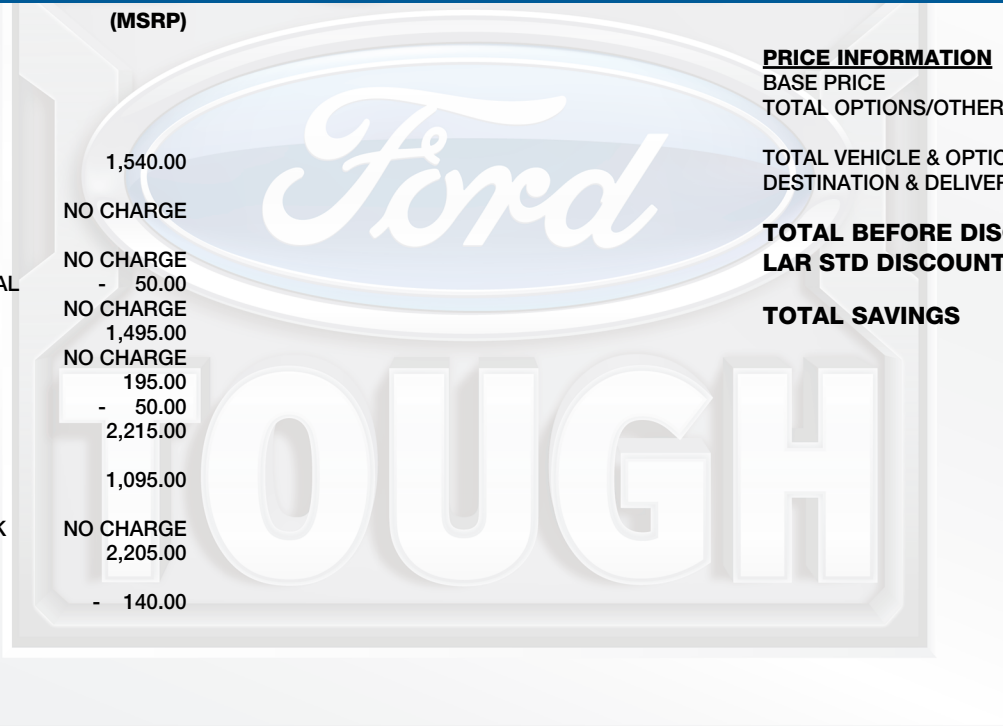 (MSRP)
1,540.00
NO CHARGE
NO CHARGE
AL - 50.00
NO CHARGE
1,495.00
NO CHARGE
195.00
- 50.00
2,215.00
1,095.00
K NO CHARGE
2,205.00
- 140.00
PRICE INFORMATION
BASE PRICE
TOTAL OPTIONS/OTHER
TOTAL VEHICLE & OPTIO
DESTINATION & DELIVER
TOTAL BEFORE DIS
LAR STD DISCOUNT
TOTAL SAVINGS
Ford
TOUGH